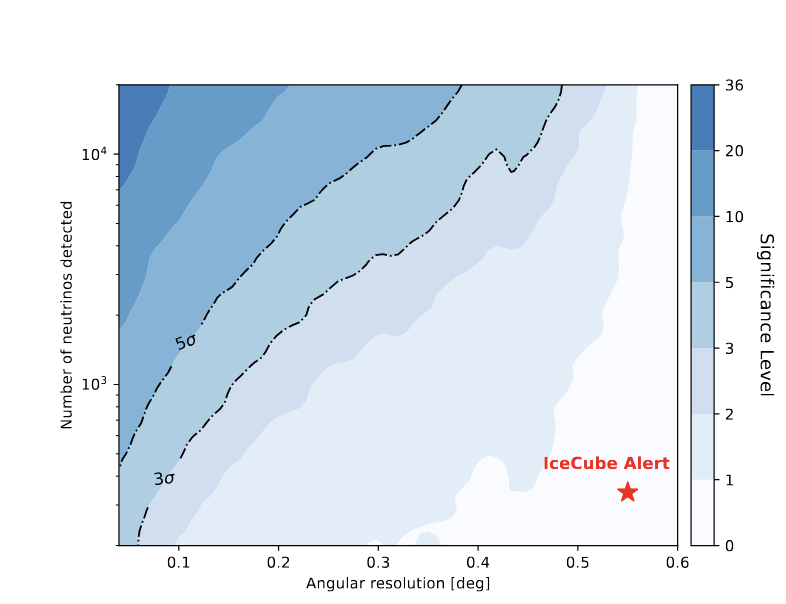 Number of neutrinos detected
10⁴
10³
5σ
3σ
IceCube Alert
0.1 0.2 0.3 0.4 0.5 0.6
Angular resolution [deg]
36
20
10
5
3
2
1
0
Significance Level